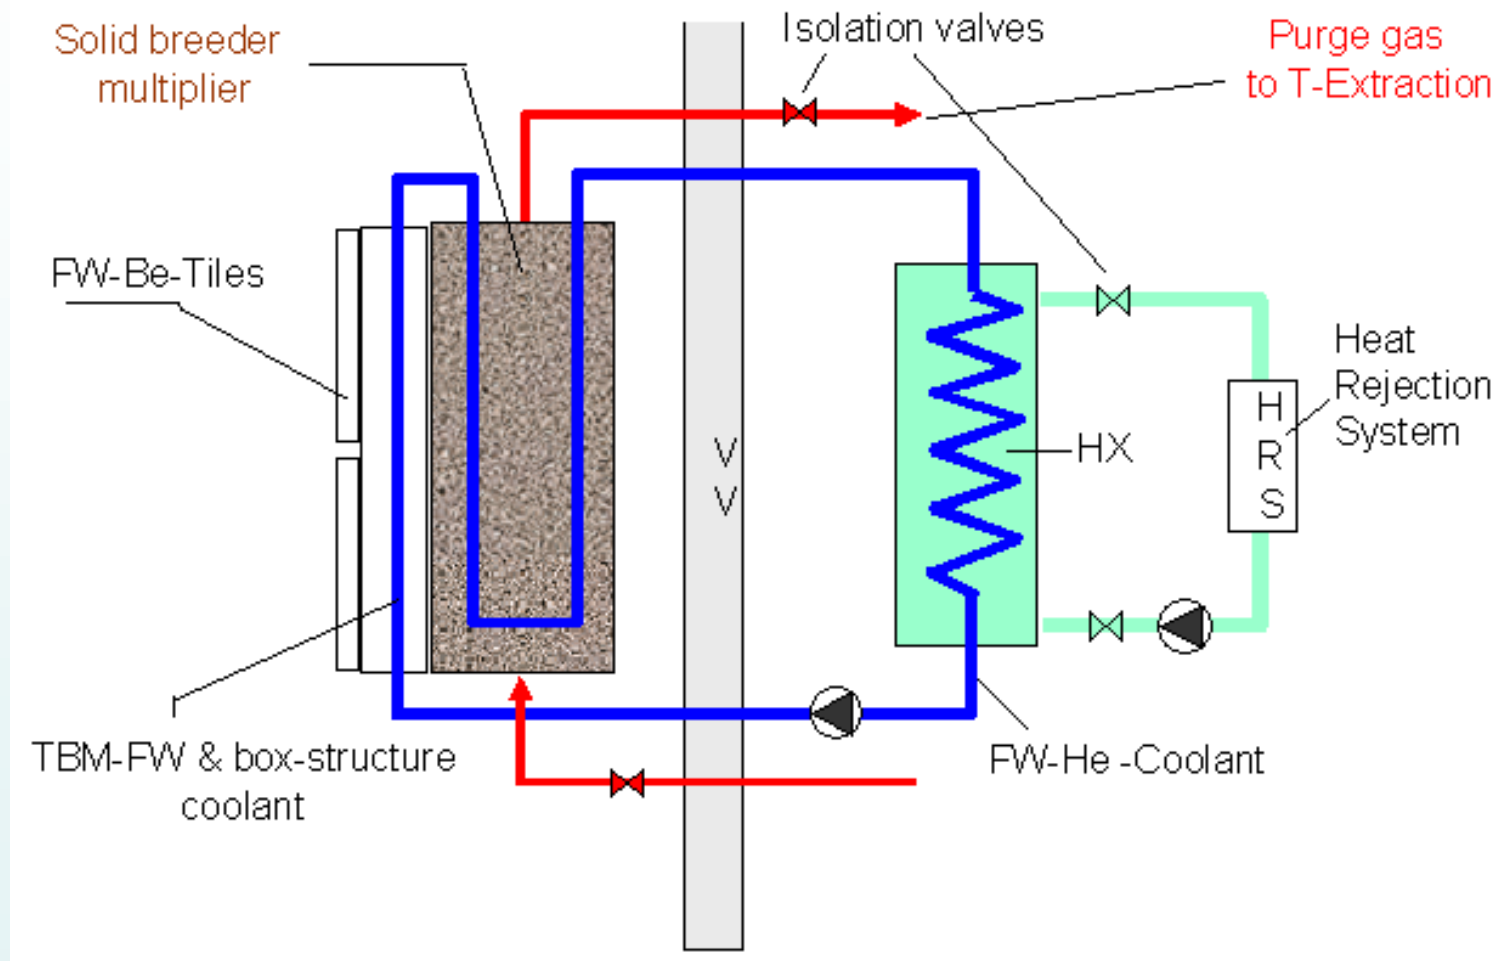 Solid breeder
multiplier
Isolation valves
Purge gas
to T-Extraction
FW-Be-Tiles
Heat
Rejection
System
H
R
S
HX
V
V
TBM-FW & box-structure
coolant
FW-He -Coolant